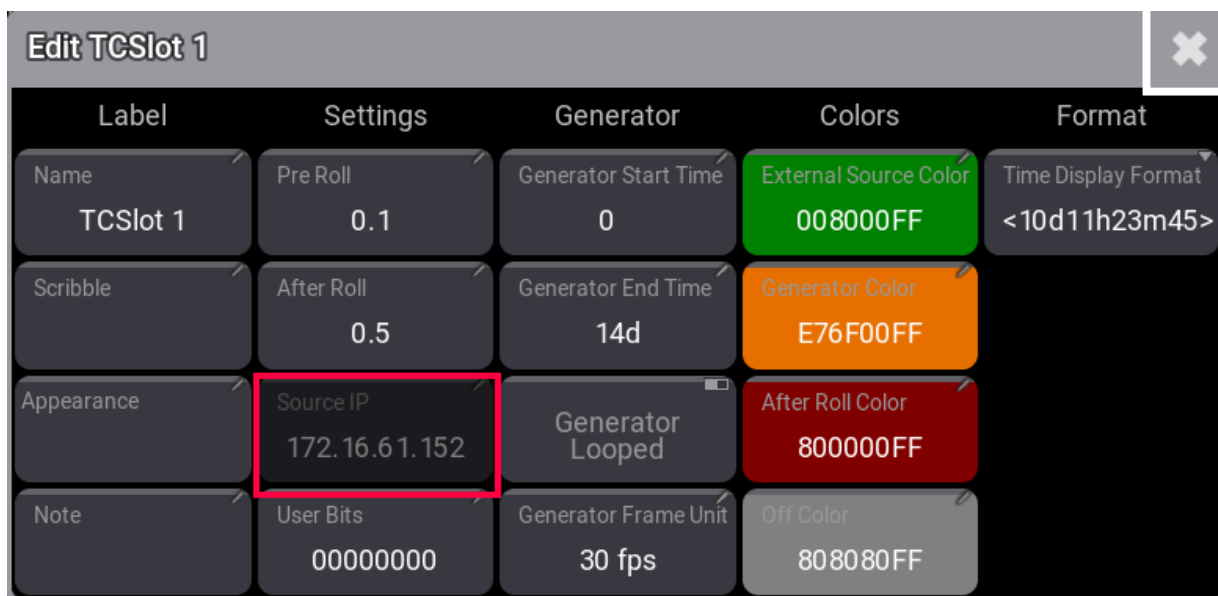 Edit TCSlot 1
Label Settings Generator Colors Format
Name Pre Roll Generator Start Time External Source Color Time Display Format
TCSlot 1 0.1 0 008000FF <10d11h23m45>
Scribble After Roll Generator End Time Generator Color
0.5 14d E76F00FF
Appearance Source IP Generator Looped After Roll Color
172.16.61.152 800000FF
Note User Bits Generator Frame Unit Off Color
00000000 30 fps 808080FF